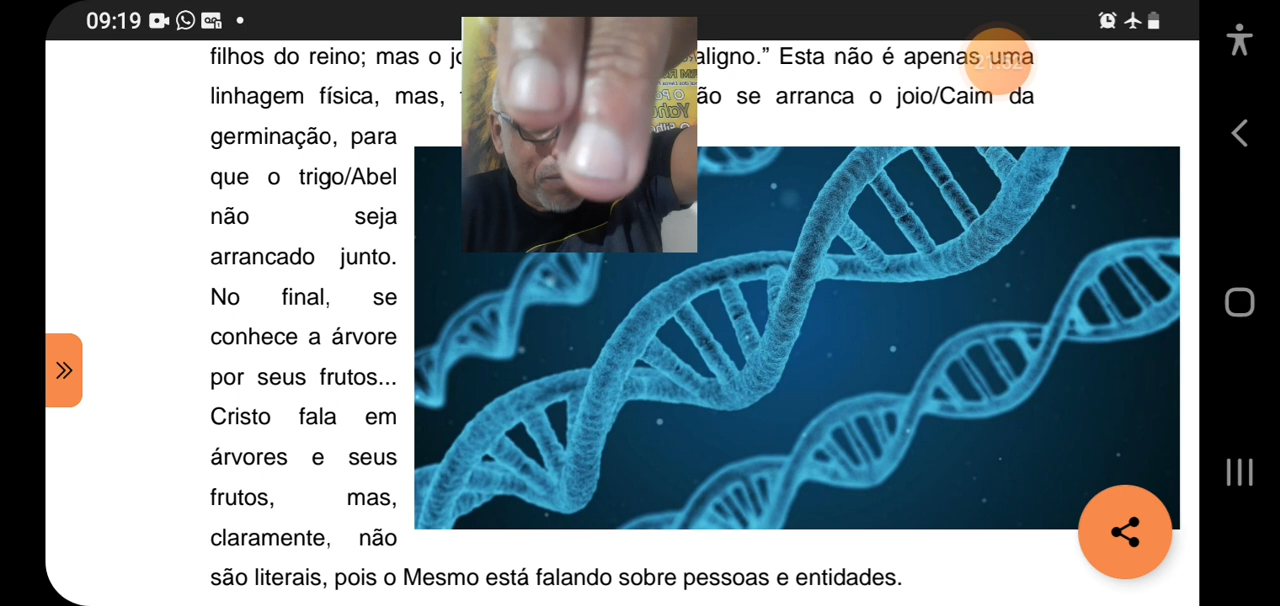 09:19
21:52
filhos do reino; mas o aligno.” Esta não é apenas uma
linhagem física, mas, ão se arranca o joio/Caim da
germinação, para
que o trigo/Abel
não seja
arrancado junto.
No final, se
conhece a árvore
por seus frutos...
Cristo fala em
árvores e seus
frutos, mas,
claramente, não
são literais, pois o Mesmo está falando sobre pessoas e entidades.